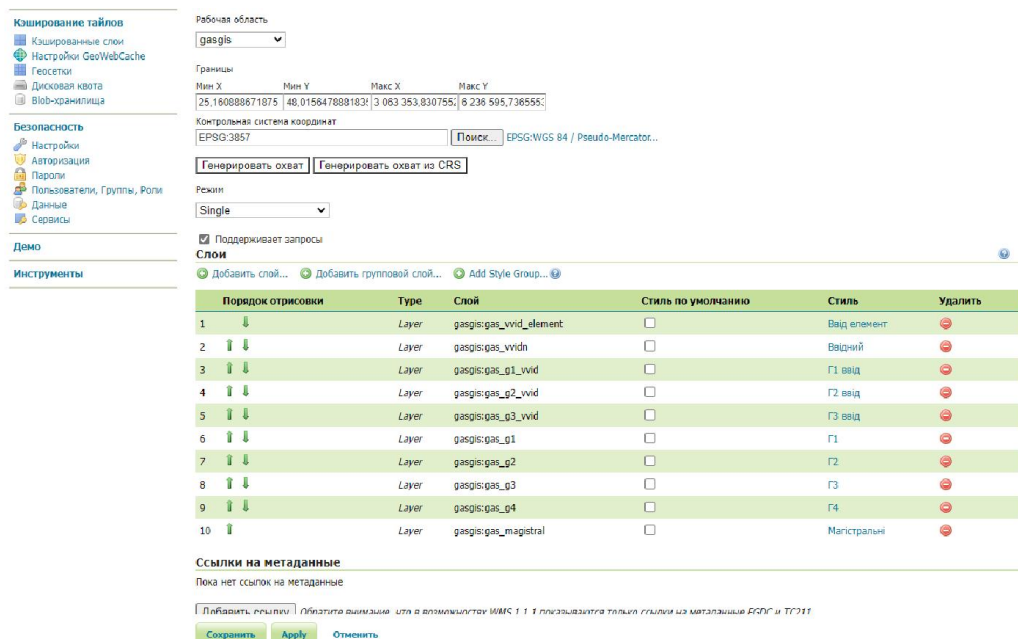 Кэширование тайлов
Кэшированные слои
Настройки GeoWebCache
Геосетки
Дисковая квота
Blob-хранилища
Безопасность
Настройки
Авторизация
Пароли
Пользователи, Группы, Роли
Данные
Сервисы
Демо
Инструменты
Рабочая область
gasgis
Границы
Мин X Мин Y Макс X Макс Y
25,160888671875 48,0156478881835 3 063 353,8307552 6 236 595,7365553
Контрольная система координат
EPSG:3857 Поиск... EPSG:WGS 84 / Pseudo-Mercator...
Генерировать охват Генерировать охват из CRS
Режим
Single
Поддерживает запросы
Слои
Добавить слой... Добавить групповой слой... Add Style Group...
Порядок отрисовки Type Слой Стиль по умолчанию Стиль Удалить
1 Layer gasgis:gas_vvid_element Ввід елемент
2 Layer gasgis:gas_vvidn Ввідний
3 Layer gasgis:gas_g1_vvid Г1 ввід
4 Layer gasgis:gas_g2_vvid Г2 ввід
5 Layer gasgis:gas_g3_vvid Г3 ввід
6 Layer gasgis:gas_g1 Г1
7 Layer gasgis:gas_g2 Г2
8 Layer gasgis:gas_g3 Г3
9 Layer gasgis:gas_g4 Г4
10 Layer gasgis:gas_magistral Магістральні
Ссылки на метаданные
Пока нет ссылок на метаданные
Добавить ссылку Обратите внимание, что в возможностях WMS 1.1.1 показываются только ссылки на метаданные FGDC и TC211
Сохранить Apply Отменить